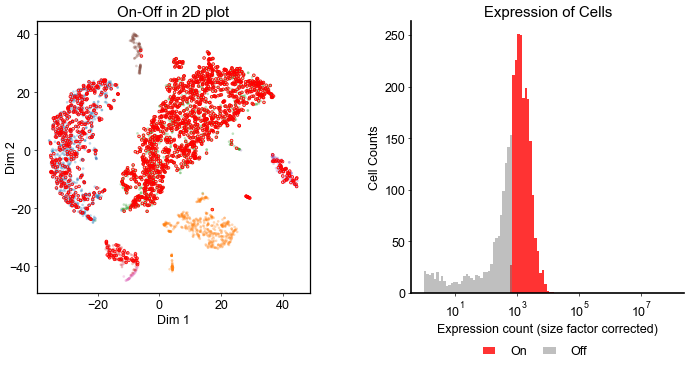 On-Off in 2D plot
40
20
0
−20
−40
Dim 2
−20
0
20
40
Dim 1
Expression of Cells
250
200
150
100
50
0
Cell Counts
10^1
10^3
10^5
10^7
Expression count (size factor corrected)
On
Off